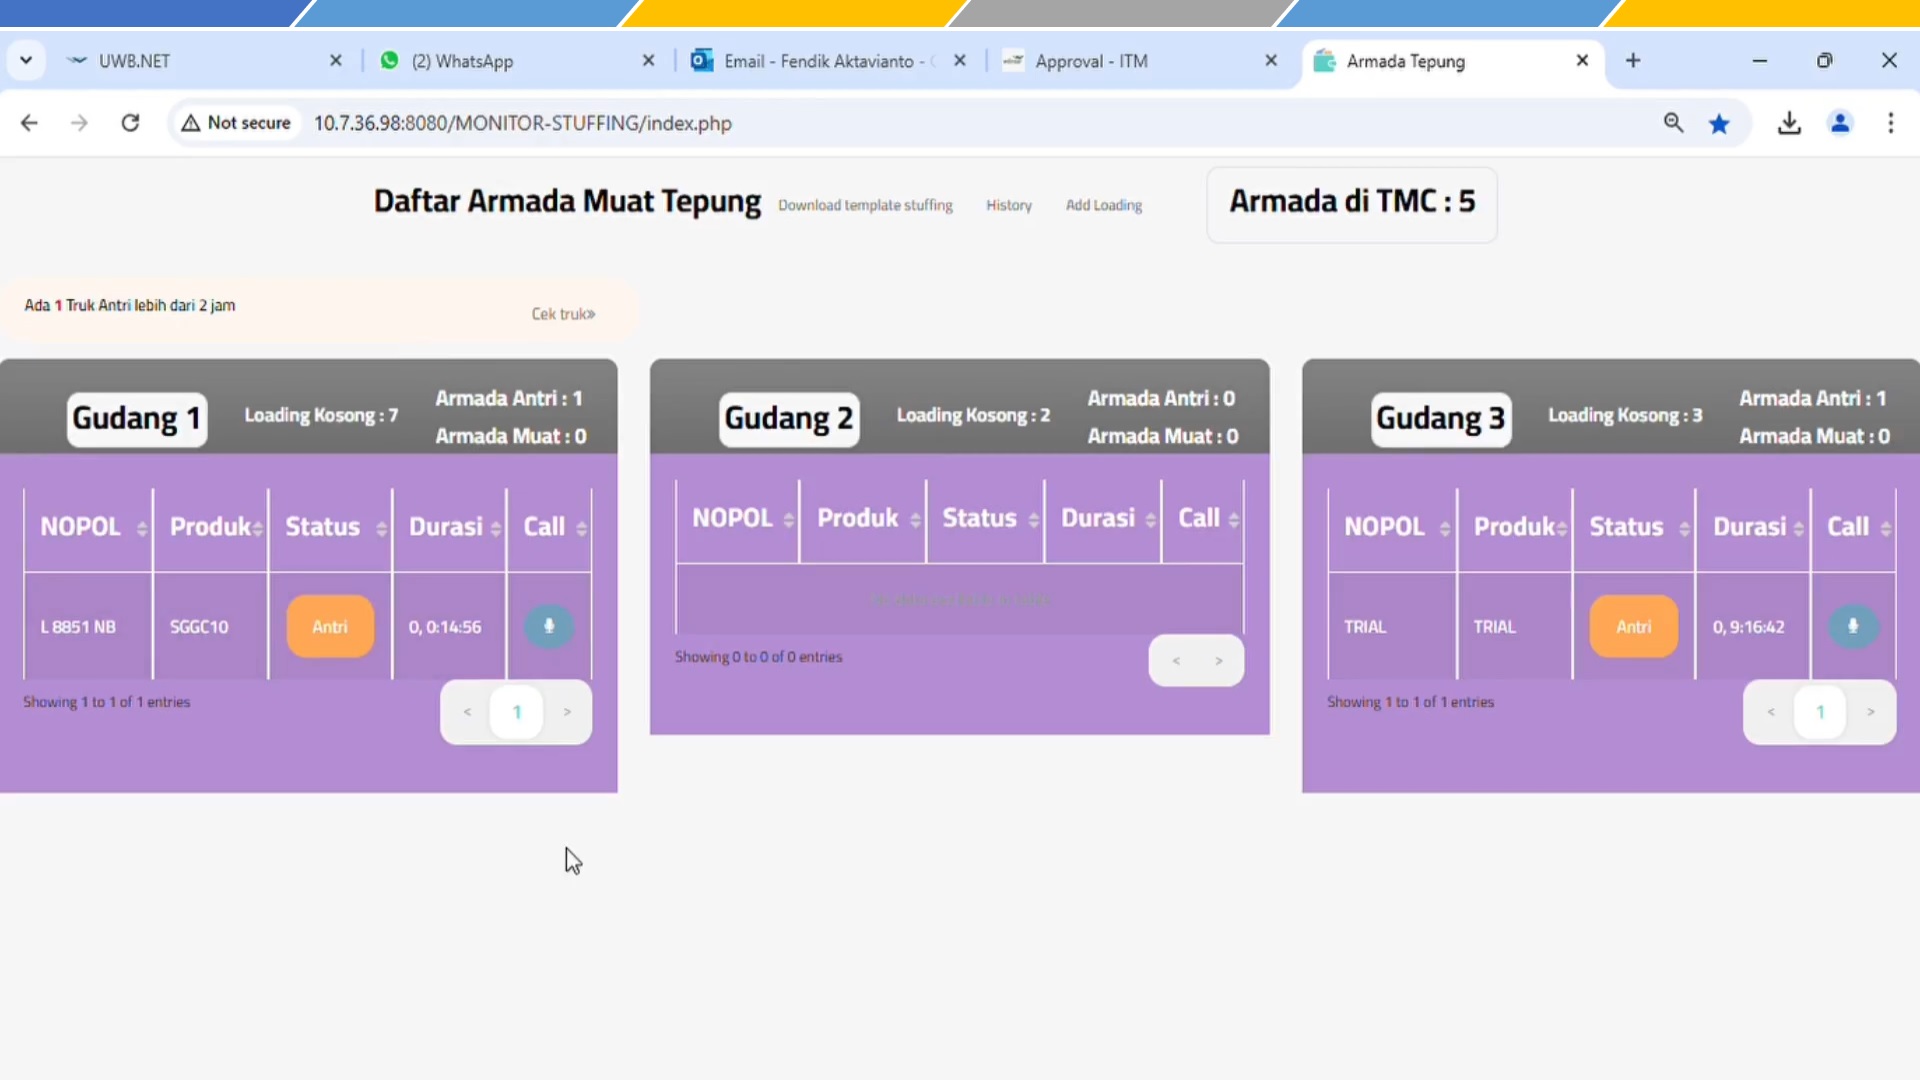 UWB.NET
(2) WhatsApp
Email - Fendik Aktavianto -
Approval - ITM
Armada Tepung
Not secure
10.7.36.98:8080/MONITOR-STUFFING/index.php
Daftar Armada Muat Tepung
Download template stuffing
History
Add Loading
Armada di TMC : 5
Ada 1 Truk Antri lebih dari 2 jam
Cek truk»
Gudang 1
Loading Kosong : 7
Armada Antri : 1
Armada Muat : 0
NOPOL Produk Status Durasi Call
L 8851 NB SGGC10 Antri 0, 0:14:56
Showing 1 to 1 of 1 entries
< 1 >
Gudang 2
Loading Kosong : 2
Armada Antri : 0
Armada Muat : 0
NOPOL Produk Status Durasi Call
Showing 0 to 0 of 0 entries
< >
Gudang 3
Loading Kosong : 3
Armada Antri : 1
Armada Muat : 0
NOPOL Produk Status Durasi Call
TRIAL TRIAL Antri 0, 9:16:42
Showing 1 to 1 of 1 entries
< 1 >